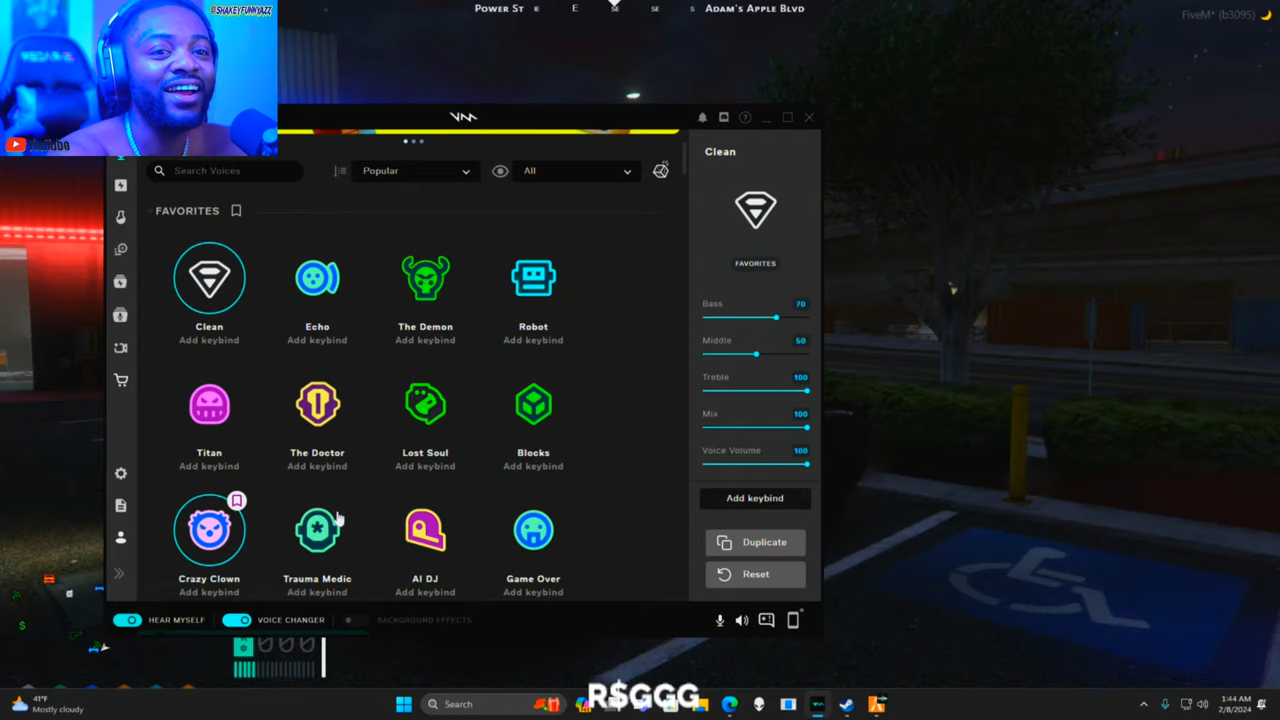 @SHAKEYFUNNYAZZ
Power St
E
E
SE
SE
S
Adam's Apple Blvd
FiveM* (b3095)
YouTube
Search Voices
Popular
All
Clean
FAVORITES
FAVORITES
Clean
Add keybind
Echo
Add keybind
The Demon
Add keybind
Robot
Add keybind
Titan
Add keybind
The Doctor
Add keybind
Lost Soul
Add keybind
Blocks
Add keybind
Crazy Clown
Add keybind
Trauma Medic
Add keybind
AI DJ
Add keybind
Game Over
Add keybind
Bass 70
Middle 50
Treble 100
Mix 100
Voice Volume 100
Add keybind
Duplicate
Reset
HEAR MYSELF
VOICE CHANGER
BACKGROUND EFFECTS
R$GGG
41°F
Mostly cloudy
Search
1:44 AM
2/8/2024